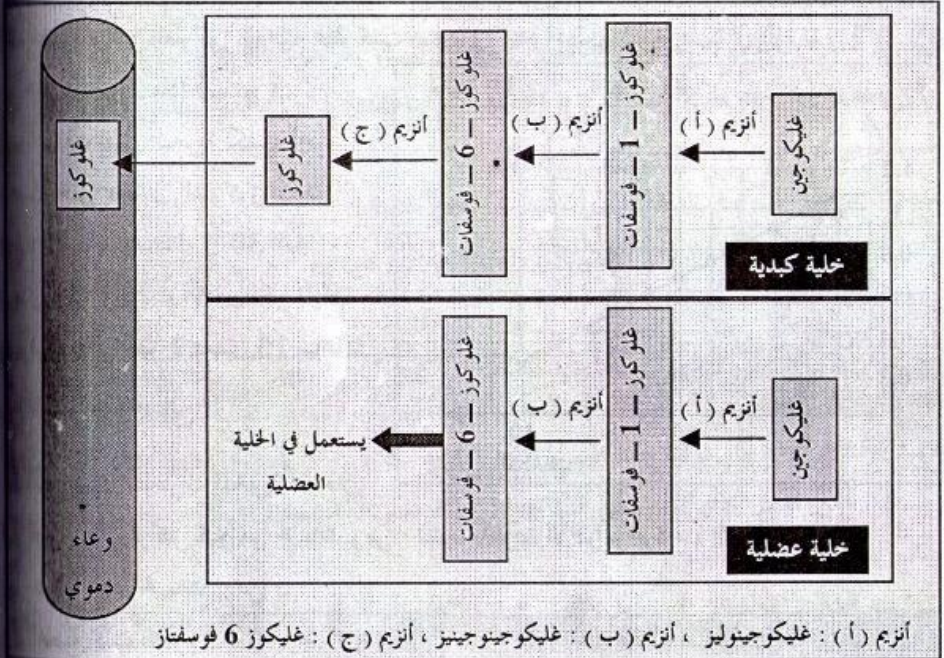 غليكوجين
أنزيم ( أ )
غلوكوز – 1 – فوسفات
أنزيم ( ب )
غلوكوز – 6 – فوسفات
أنزيم ( ج )
غلوكوز
غلوكوز
خلية كبدية
غليكوجين
أنزيم ( أ )
غلوكوز – 1 – فوسفات
أنزيم ( ب )
غلوكوز – 6 – فوسفات
يستعمل في الخلية
العضلية
خلية عضلية
وعاء
دموي
أنزيم ( أ ) : غليكوجينوليز ، أنزيم ( ب ) : غليكوجينوجينيز ، أنزيم ( ج ) : غليكوز 6 فوسفتاز